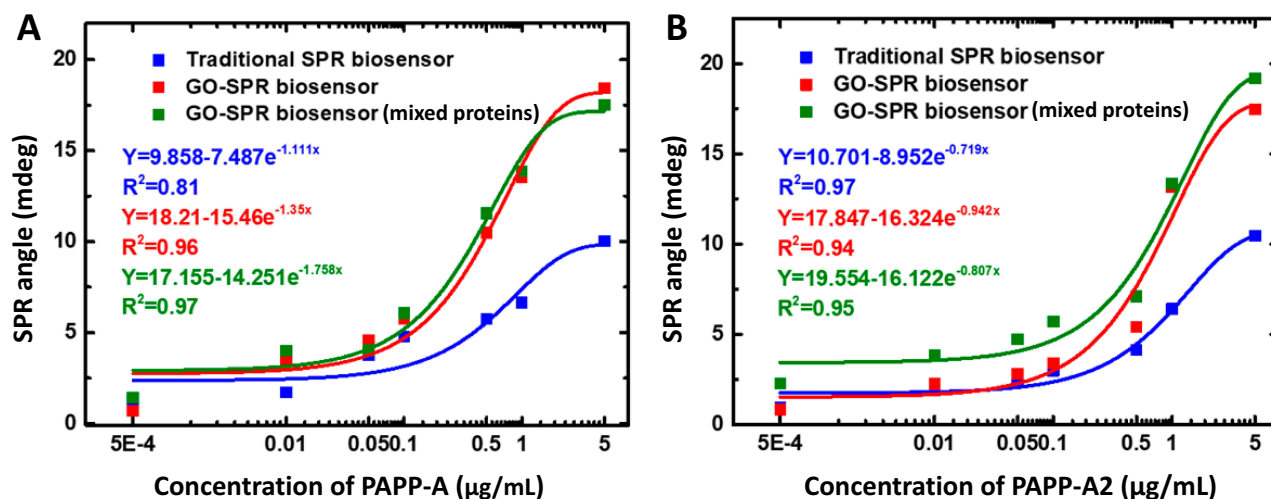 A
SPR angle (mdeg)
20
15
10
5
0
Traditional SPR biosensor
GO-SPR biosensor
GO-SPR biosensor (mixed proteins)
Y=9.858-7.487e^-1.111x
R²=0.81
Y=18.21-15.46e^-1.35x
R²=0.96
Y=17.155-14.251e^-1.758x
R²=0.97
5E-4 0.01 0.050.1 0.5 1 5
Concentration of PAPP-A (µg/mL)
B
SPR angle (mdeg)
20
15
10
5
0
Traditional SPR biosensor
GO-SPR biosensor
GO-SPR biosensor (mixed proteins)
Y=10.701-8.952e^-0.719x
R²=0.97
Y=17.847-16.324e^-0.942x
R²=0.94
Y=19.554-16.122e^-0.807x
R²=0.95
5E-4 0.01 0.050.1 0.5 1 5
Concentration of PAPP-A2 (µg/mL)